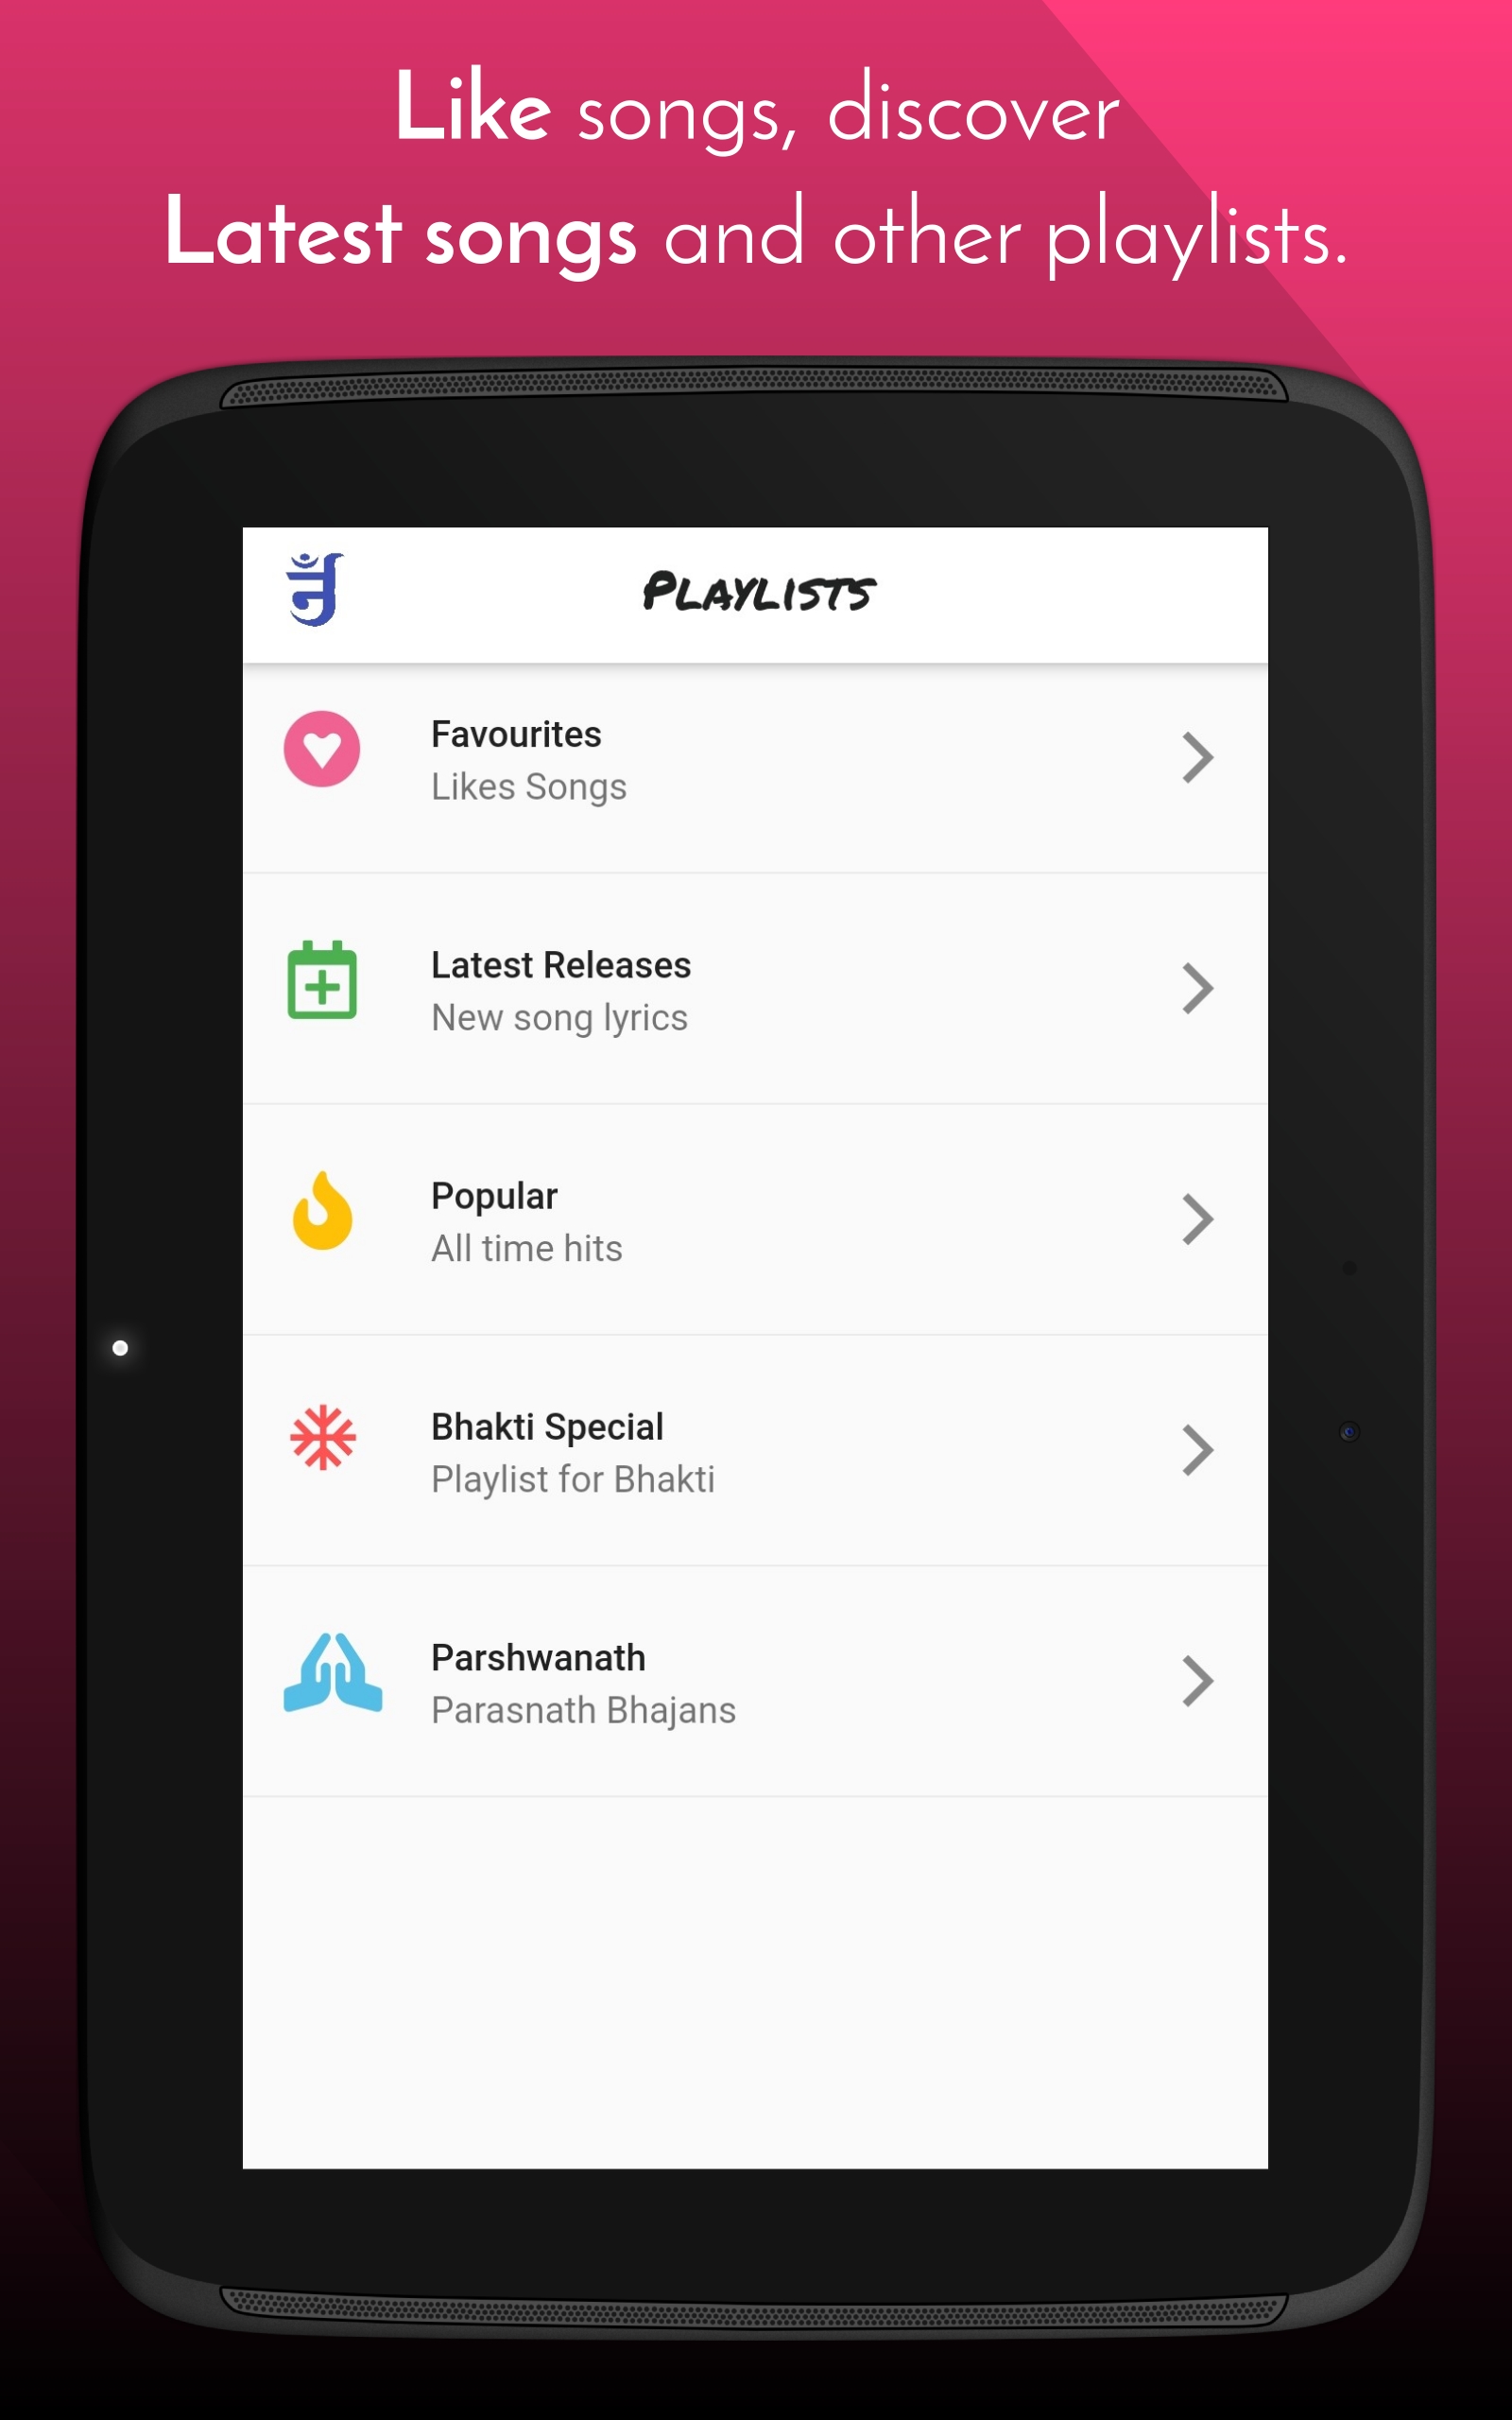 Like songs, discover
Latest songs and other playlists.
Playlists
Favourites
Likes Songs
Latest Releases
New song lyrics
Popular
All time hits
Bhakti Special
Playlist for Bhakti
Parshwanath
Parasnath Bhajans